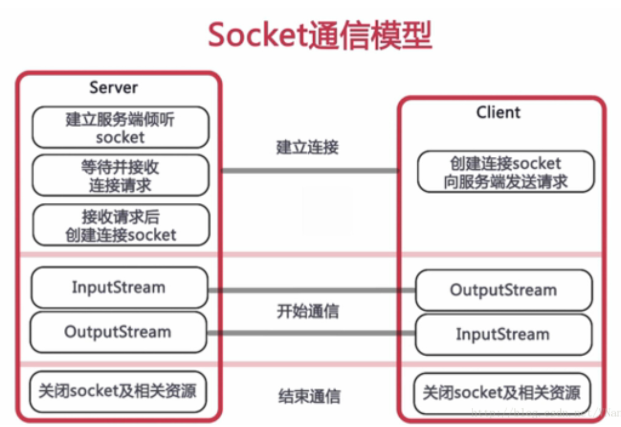 Socket通信模型
Server
建立服务端倾听
socket
等待并接收
连接请求
接收请求后
创建连接socket
建立连接
Client
创建连接socket
向服务端发送请求
InputStream
OutputStream
开始通信
OutputStream
InputStream
关闭socket及相关资源
结束通信
关闭socket及相关资源